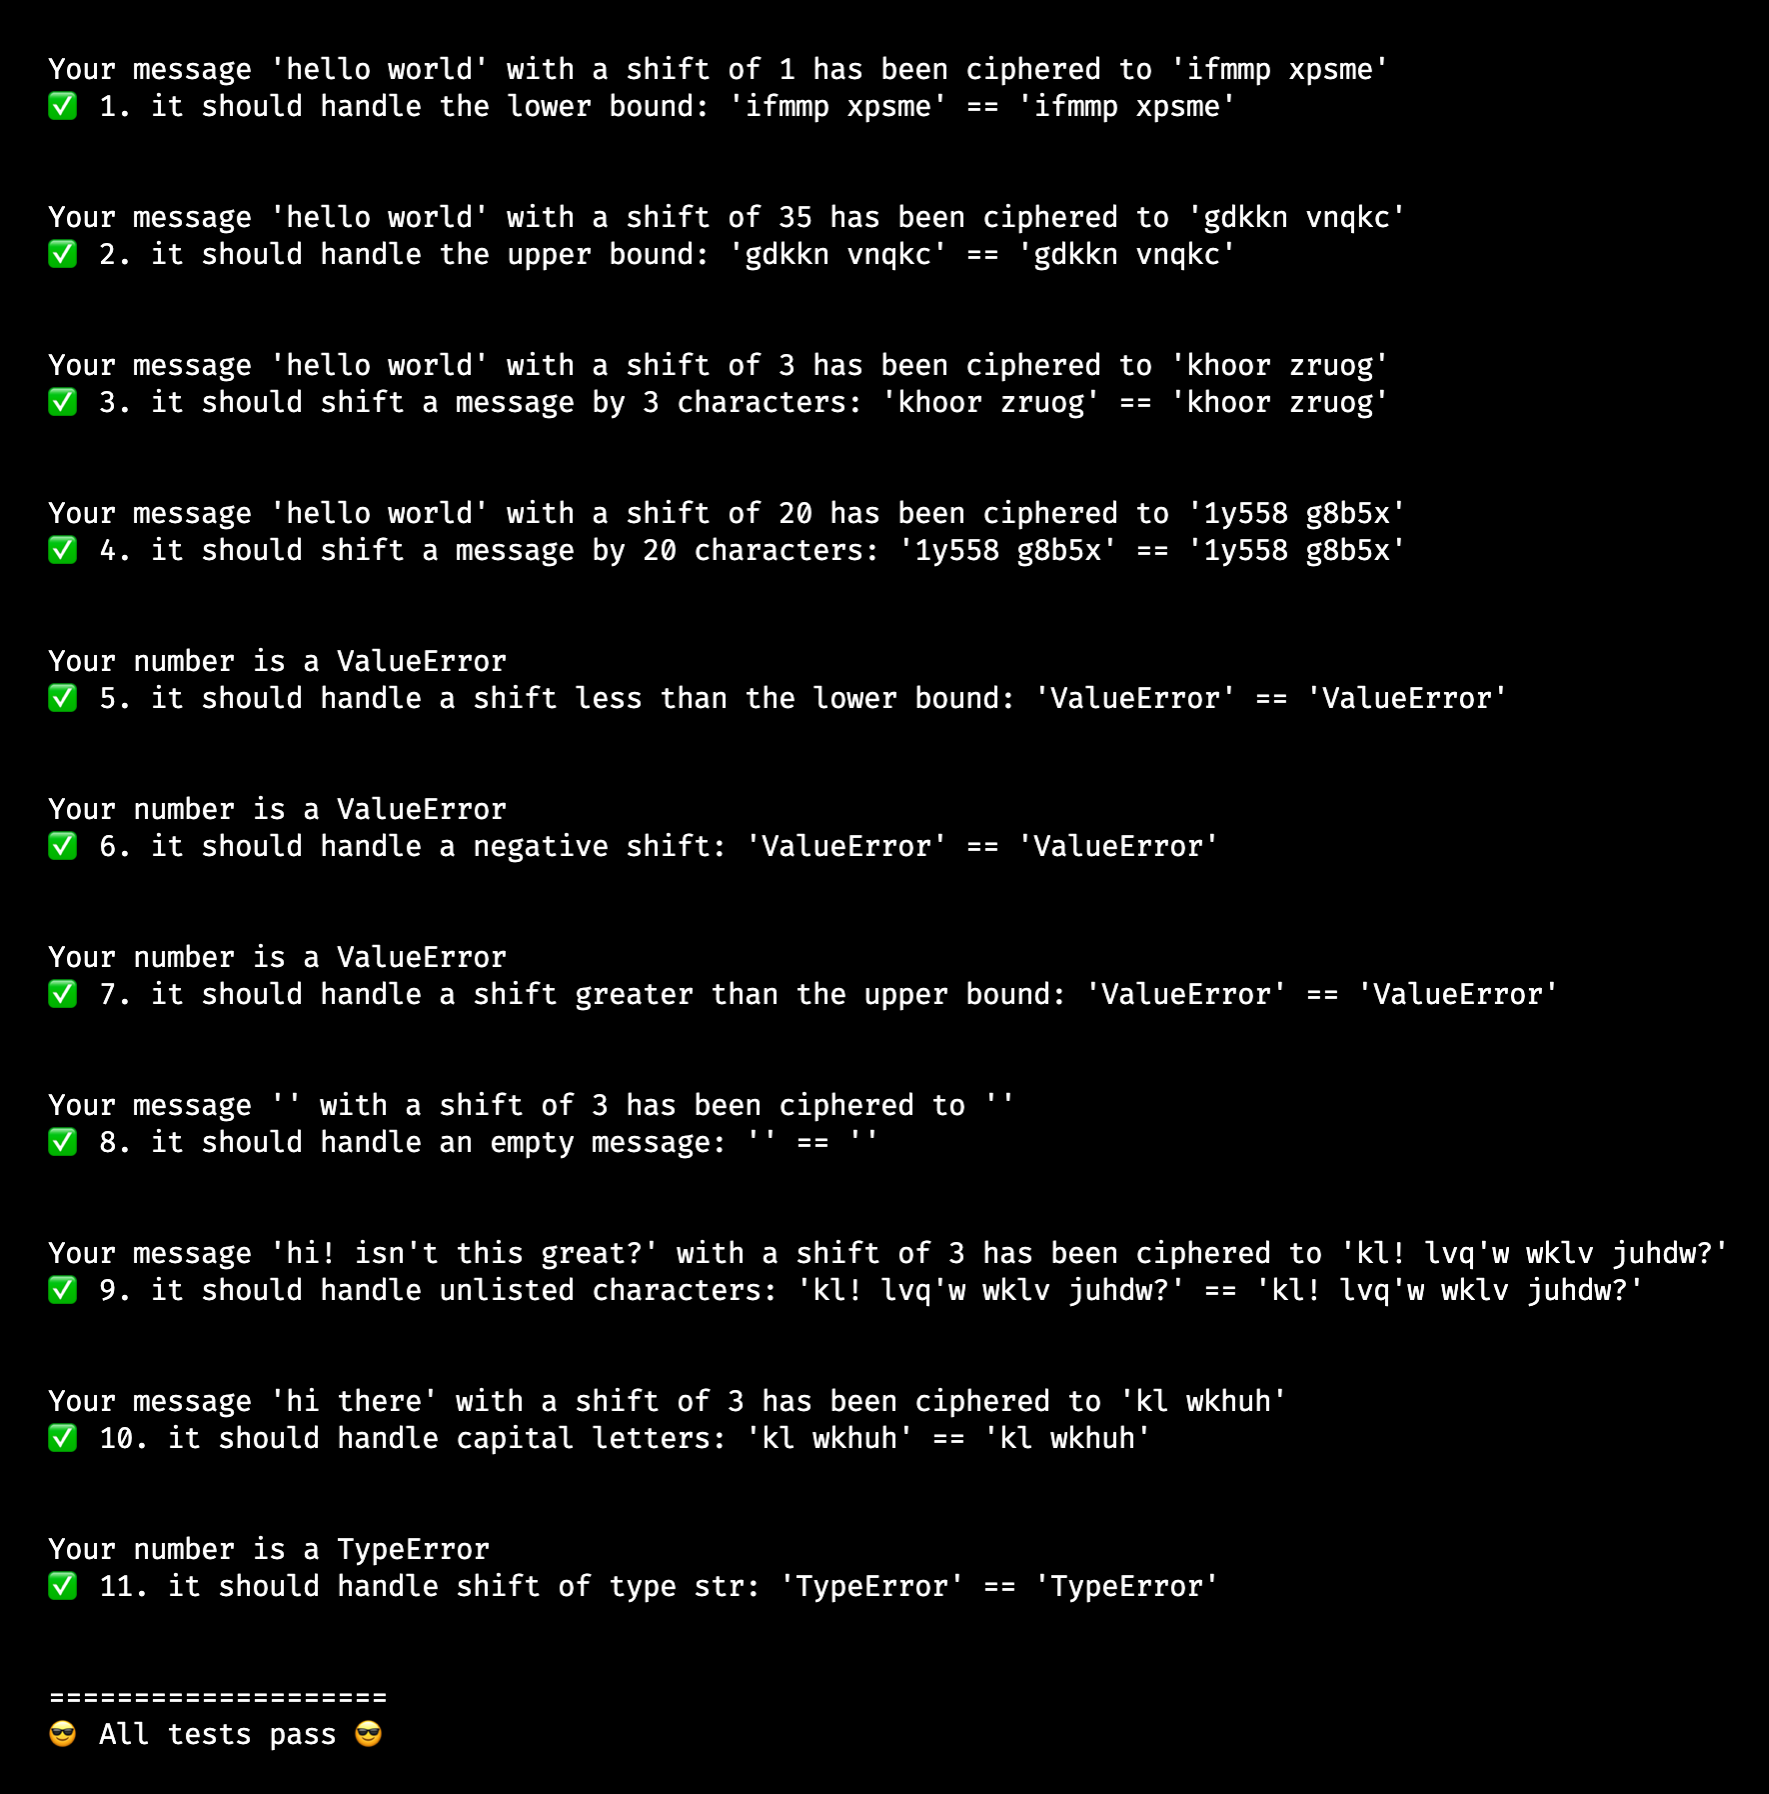 Your message 'hello world' with a shift of 1 has been ciphered to 'ifmmp xpsme'
✅ 1. it should handle the lower bound: 'ifmmp xpsme' == 'ifmmp xpsme'
Your message 'hello world' with a shift of 35 has been ciphered to 'gdkkn vnqkc'
✅ 2. it should handle the upper bound: 'gdkkn vnqkc' == 'gdkkn vnqkc'
Your message 'hello world' with a shift of 3 has been ciphered to 'khoor zruog'
✅ 3. it should shift a message by 3 characters: 'khoor zruog' == 'khoor zruog'
Your message 'hello world' with a shift of 20 has been ciphered to '1y558 g8b5x'
✅ 4. it should shift a message by 20 characters: '1y558 g8b5x' == '1y558 g8b5x'
Your number is a ValueError
✅ 5. it should handle a shift less than the lower bound: 'ValueError' == 'ValueError'
Your number is a ValueError
✅ 6. it should handle a negative shift: 'ValueError' == 'ValueError'
Your number is a ValueError
✅ 7. it should handle a shift greater than the upper bound: 'ValueError' == 'ValueError'
Your message '' with a shift of 3 has been ciphered to ''
✅ 8. it should handle an empty message: '' == ''
Your message 'hi! isn't this great?' with a shift of 3 has been ciphered to 'kl! lvq'w wklv juhdw?'
✅ 9. it should handle unlisted characters: 'kl! lvq'w wklv juhdw?' == 'kl! lvq'w wklv juhdw?'
Your message 'hi there' with a shift of 3 has been ciphered to 'kl wkhuh'
✅ 10. it should handle capital letters: 'kl wkhuh' == 'kl wkhuh'
Your number is a TypeError
✅ 11. it should handle shift of type str: 'TypeError' == 'TypeError'
====================
😎 All tests pass 😎